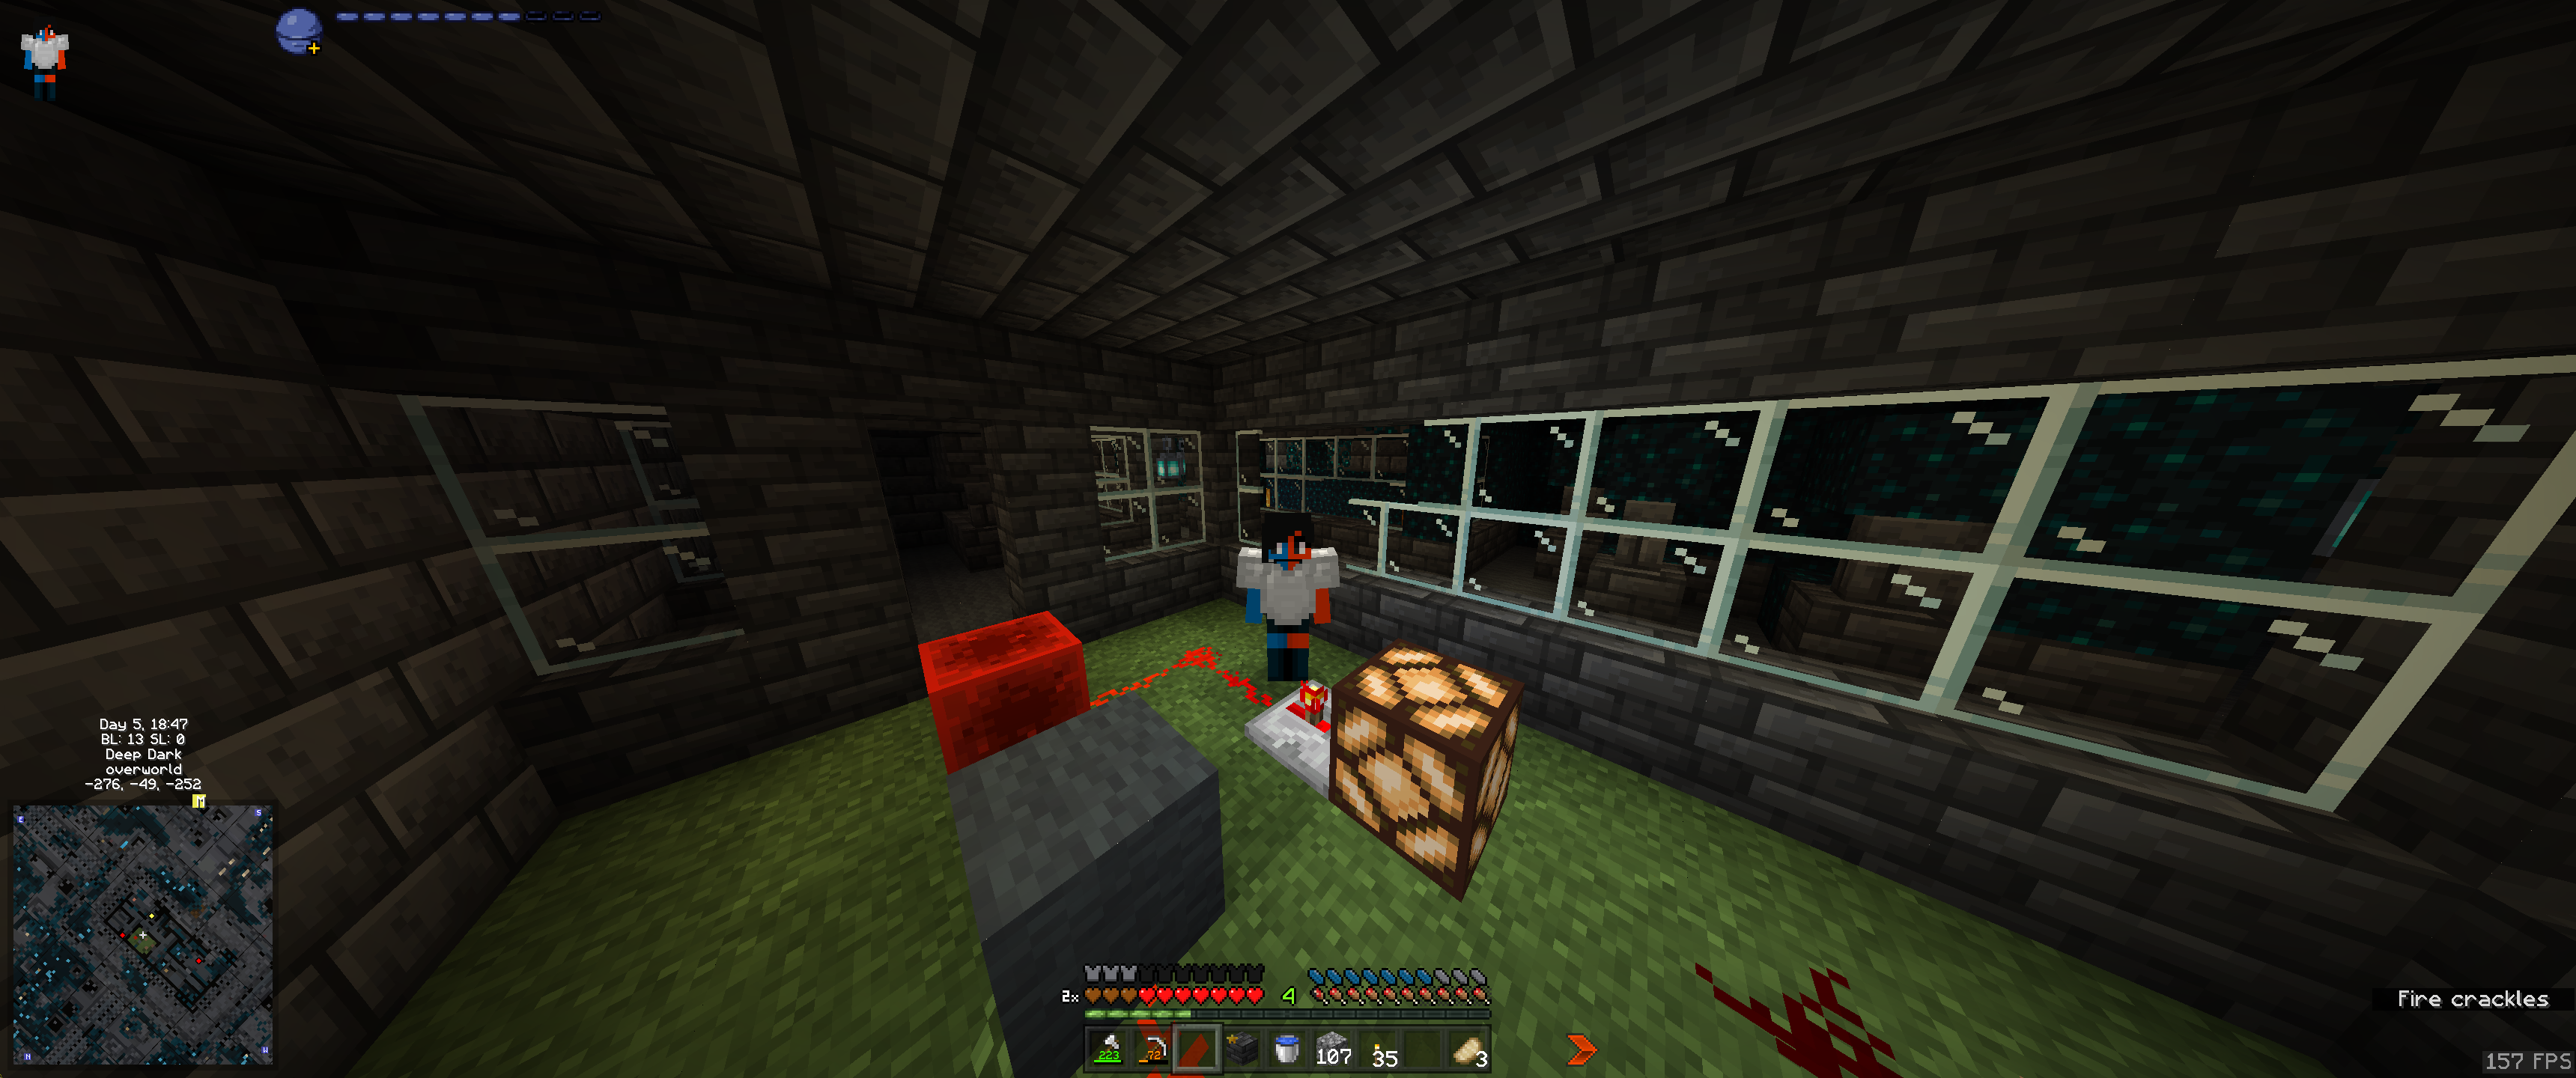 Day 5, 18:47
BL: 13 SL: 0
Deep Dark
overworld
-276, -49, -252
E
S
N
W
2x
4
223
72
107
35
3
Fire crackles
157 FPS